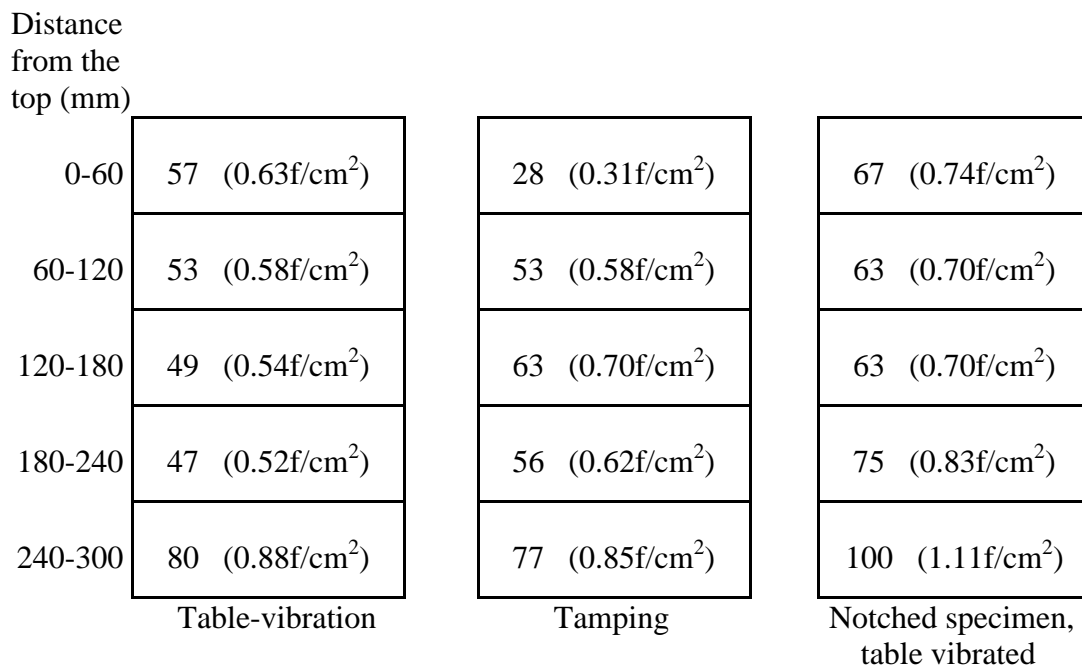 Distance
from the
top (mm)
0-60 57 (0.63f/cm²) 28 (0.31f/cm²) 67 (0.74f/cm²)
60-120 53 (0.58f/cm²) 53 (0.58f/cm²) 63 (0.70f/cm²)
120-180 49 (0.54f/cm²) 63 (0.70f/cm²) 63 (0.70f/cm²)
180-240 47 (0.52f/cm²) 56 (0.62f/cm²) 75 (0.83f/cm²)
240-300 80 (0.88f/cm²) 77 (0.85f/cm²) 100 (1.11f/cm²)
Table-vibration Tamping Notched specimen,
table vibrated